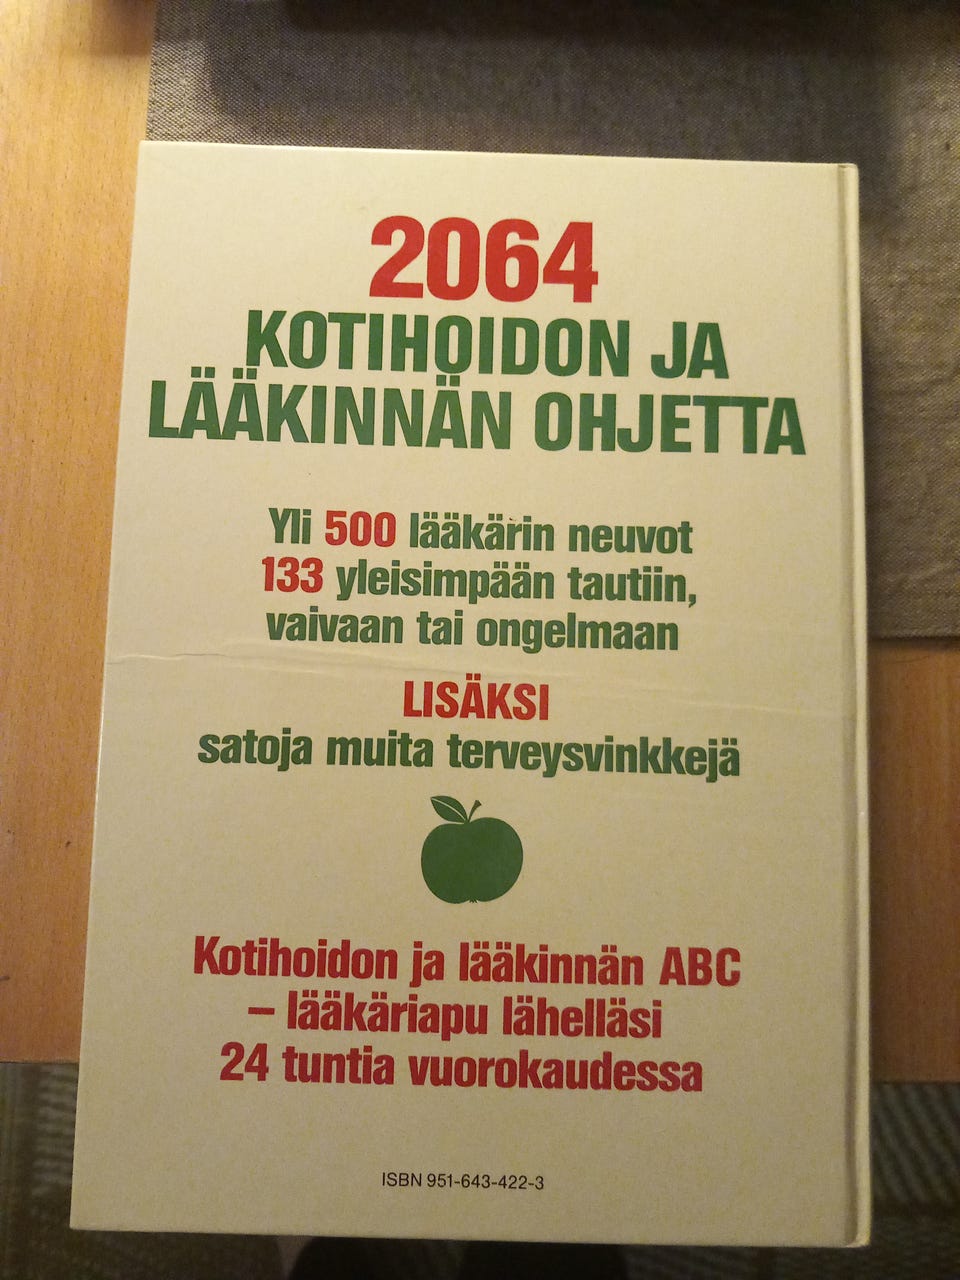 2064
KOTIHOIDON JA
LÄÄKINNÄN OHJETTA
Yli 500 lääkärin neuvot
133 yleisimpään tautiin,
vaivaan tai ongelmaan
LISÄKSI
satoja muita terveysvinkkejä
Kotihoidon ja lääkinnän ABC
– lääkäriapu lähelläsi
24 tuntia vuorokaudessa
ISBN 951-643-422-3